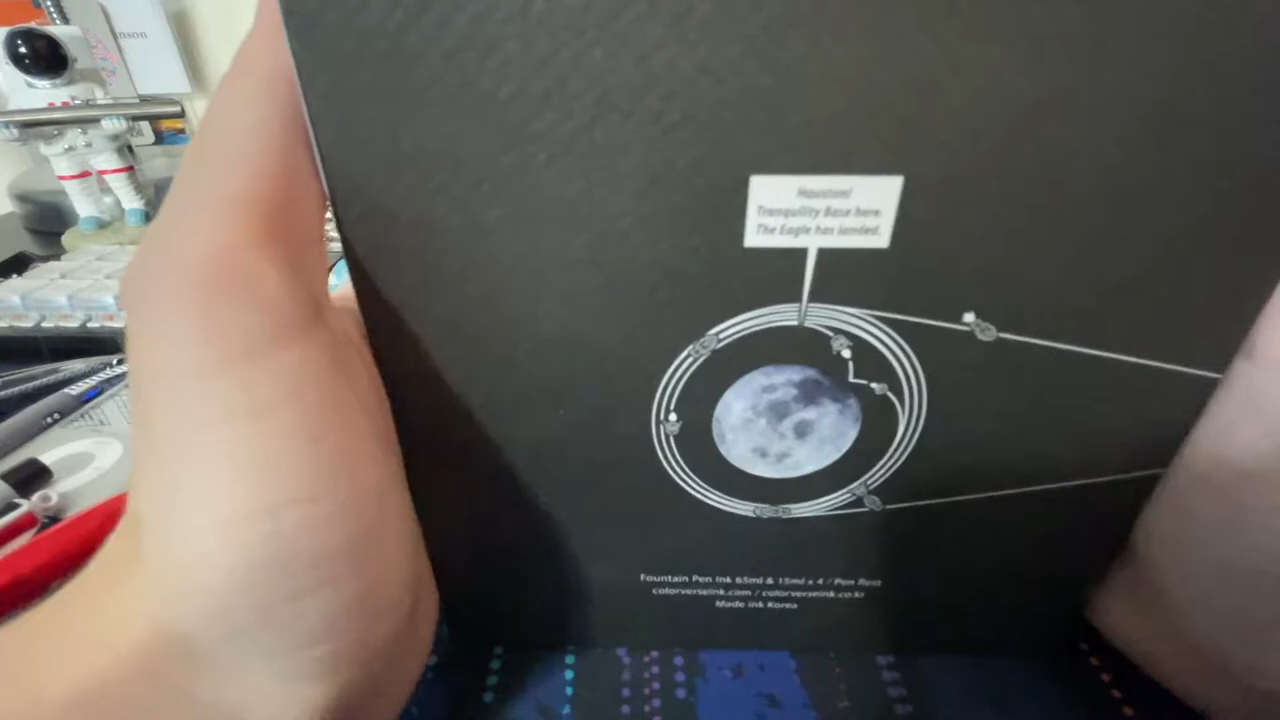 nson
Houston!
Tranquility Base here.
The Eagle has landed.
Fountain Pen Ink 65ml & 15ml x 4 / Pen Rest
colorverseink.com / colorverseink.co.kr
Made ink Korea